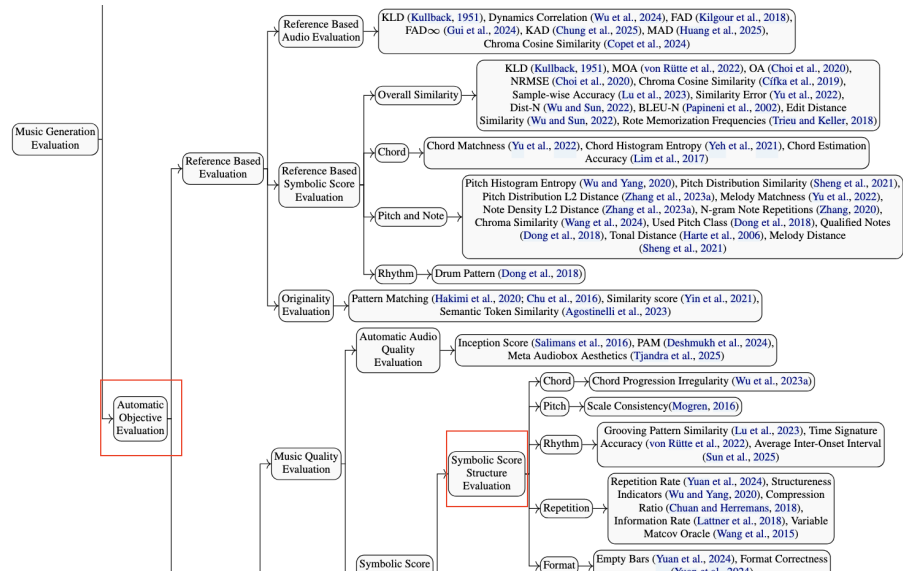 Reference Based
Audio Evaluation
KLD (Kullback, 1951), Dynamics Correlation (Wu et al., 2024), FAD (Kilgour et al., 2018),
FAD∞ (Gui et al., 2024), KAD (Chung et al., 2025), MAD (Huang et al., 2025),
Chroma Cosine Similarity (Copet et al., 2024)
Music Generation
Evaluation
Reference Based
Evaluation
Reference Based
Symbolic Score
Evaluation
Overall Similarity
KLD (Kullback, 1951), MOA (von Rütte et al., 2022), OA (Choi et al., 2020),
NRMSE (Choi et al., 2020), Chroma Cosine Similarity (Cífka et al., 2019),
Sample-wise Accuracy (Lu et al., 2023), Similarity Error (Yu et al., 2022),
Dist-N (Wu and Sun, 2022), BLEU-N (Papineni et al., 2002), Edit Distance
Similarity (Wu and Sun, 2022), Rote Memorization Frequencies (Trieu and Keller, 2018)
Chord
Chord Matchness (Yu et al., 2022), Chord Histogram Entropy (Yeh et al., 2021), Chord Estimation
Accuracy (Lim et al., 2017)
Pitch and Note
Pitch Histogram Entropy (Wu and Yang, 2020), Pitch Distribution Similarity (Sheng et al., 2021),
Pitch Distribution L2 Distance (Zhang et al., 2023a), Melody Matchness (Yu et al., 2022),
Note Density L2 Distance (Zhang et al., 2023a), N-gram Note Repetitions (Zhang, 2020),
Chroma Similarity (Wang et al., 2024), Used Pitch Class (Dong et al., 2018), Qualified Notes
(Dong et al., 2018), Tonal Distance (Harte et al., 2006), Melody Distance
(Sheng et al., 2021)
Rhythm
Drum Pattern (Dong et al., 2018)
Originality
Evaluation
Pattern Matching (Hakimi et al., 2020; Chu et al., 2016), Similarity score (Yin et al., 2021),
Semantic Token Similarity (Agostinelli et al., 2023)
Automatic
Objective
Evaluation
Music Quality
Evaluation
Automatic Audio
Quality
Evaluation
Inception Score (Salimans et al., 2016), PAM (Deshmukh et al., 2024),
Meta Audiobox Aesthetics (Tjandra et al., 2025)
Symbolic Score
Symbolic Score
Structure
Evaluation
Chord
Chord Progression Irregularity (Wu et al., 2023a)
Pitch
Scale Consistency(Mogren, 2016)
Rhythm
Grooving Pattern Similarity (Lu et al., 2023), Time Signature
Accuracy (von Rütte et al., 2022), Average Inter-Onset Interval
(Sun et al., 2025)
Repetition
Repetition Rate (Yuan et al., 2024), Structureness
Indicators (Wu and Yang, 2020), Compression
Ratio (Chuan and Herremans, 2018),
Information Rate (Lattner et al., 2018), Variable
Matcov Oracle (Wang et al., 2015)
Format
Empty Bars (Yuan et al., 2024), Format Correctness